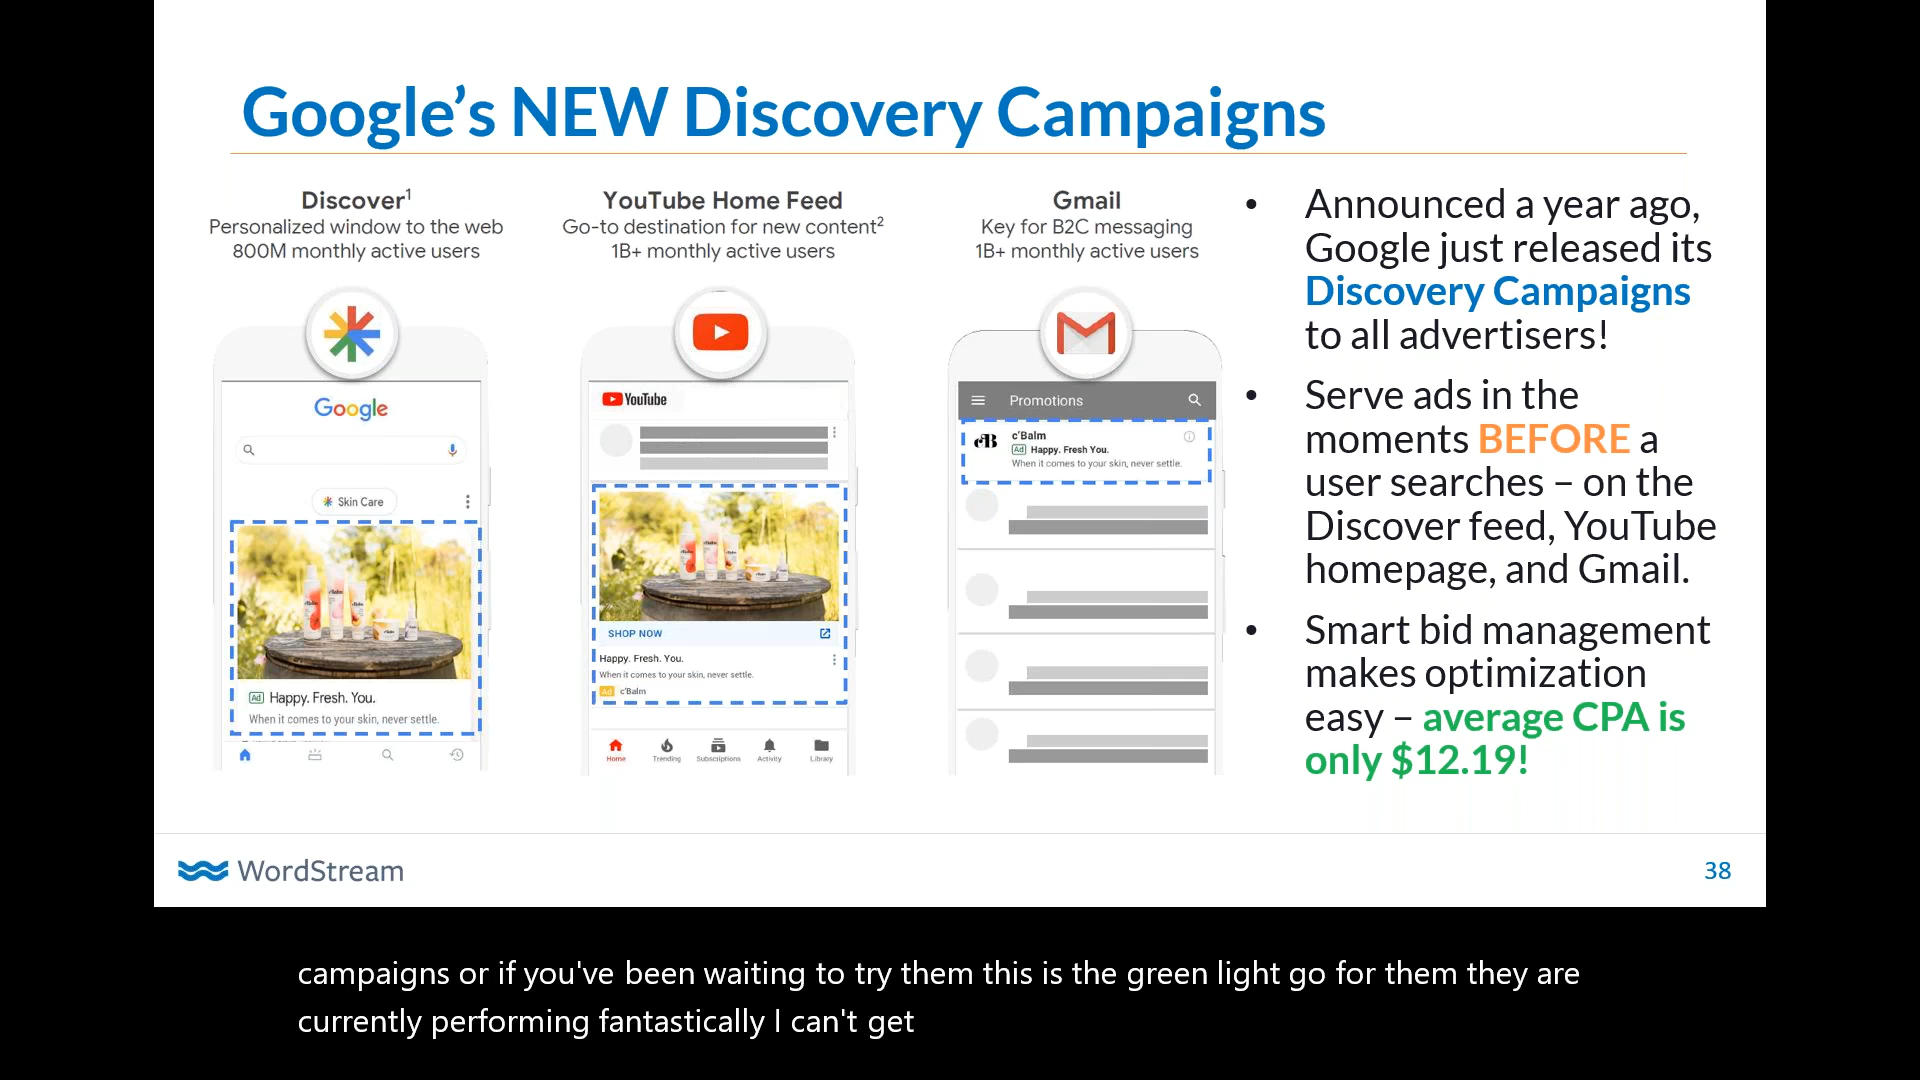 Google's NEW Discovery Campaigns
Discover1
Personalized window to the web
800M monthly active users
Google
Skin Care
Ad Happy. Fresh. You.
When it comes to your skin, never settle.
YouTube Home Feed
Go-to destination for new content2
1B+ monthly active users
YouTube
SHOP NOW
Happy. Fresh. You.
When it comes to your skin, never settle.
Ad c'Balm
Home Trending Subscriptions Activity Library
Gmail
Key for B2C messaging
1B+ monthly active users
Promotions
cB c'Balm
Ad Happy. Fresh. You.
When it comes to your skin, never settle.
• Announced a year ago,
Google just released its
Discovery Campaigns
to all advertisers!
• Serve ads in the
moments BEFORE a
user searches – on the
Discover feed, YouTube
homepage, and Gmail.
• Smart bid management
makes optimization
easy – average CPA is
only $12.19!
WordStream
38
campaigns or if you've been waiting to try them this is the green light go for them they are
currently performing fantastically I can't get